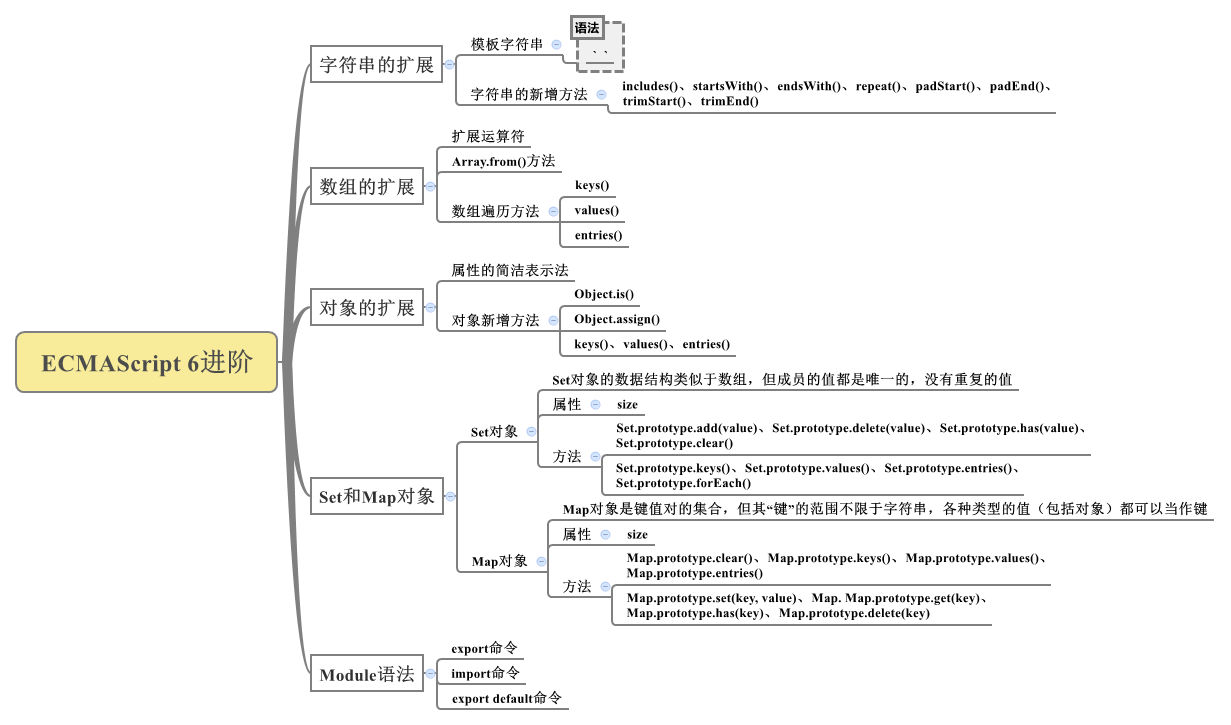 ECMAScript 6进阶
字符串的扩展
模板字符串
语法
` `
字符串的新增方法
includes()、startsWith()、endsWith()、repeat()、padStart()、padEnd()、
trimStart()、trimEnd()
数组的扩展
扩展运算符
Array.from()方法
数组遍历方法
keys()
values()
entries()
对象的扩展
属性的简洁表示法
对象新增方法
Object.is()
Object.assign()
keys()、values()、entries()
Set和Map对象
Set对象
Set对象的数据结构类似于数组，但成员的值都是唯一的，没有重复的值
属性
size
方法
Set.prototype.add(value)、Set.prototype.delete(value)、Set.prototype.has(value)、
Set.prototype.clear()
Set.prototype.keys()、Set.prototype.values()、Set.prototype.entries()、
Set.prototype.forEach()
Map对象
Map对象是键值对的集合，但其“键”的范围不限于字符串，各种类型的值（包括对象）都可以当作键
属性
size
方法
Map.prototype.clear()、Map.prototype.keys()、Map.prototype.values()、
Map.prototype.entries()
Map.prototype.set(key, value)、Map. Map.prototype.get(key)、
Map.prototype.has(key)、Map.prototype.delete(key)
Module语法
export命令
import命令
export default命令